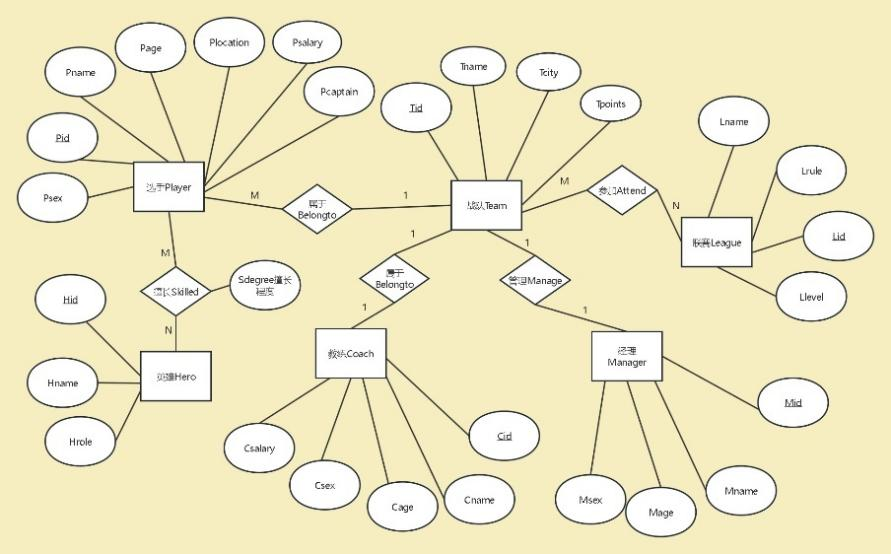 Plocation
Psalary
Page
Pname
Pcaptain
Pid
Psex
选手Player
M
属于
Belongto
1
Tname
Tcity
Tid
Tpoints
战队Team
M
参加Attend
N
Lname
Lrule
Lid
Llevel
联赛League
M
擅长Skilled
Sdegree擅长
程度
N
Hid
Hname
Hrole
英雄Hero
1
属于
Belongto
1
教练Coach
Csalary
Csex
Cage
Cname
Cid
1
管理Manage
1
经理
Manager
Mid
Mname
Mage
Msex